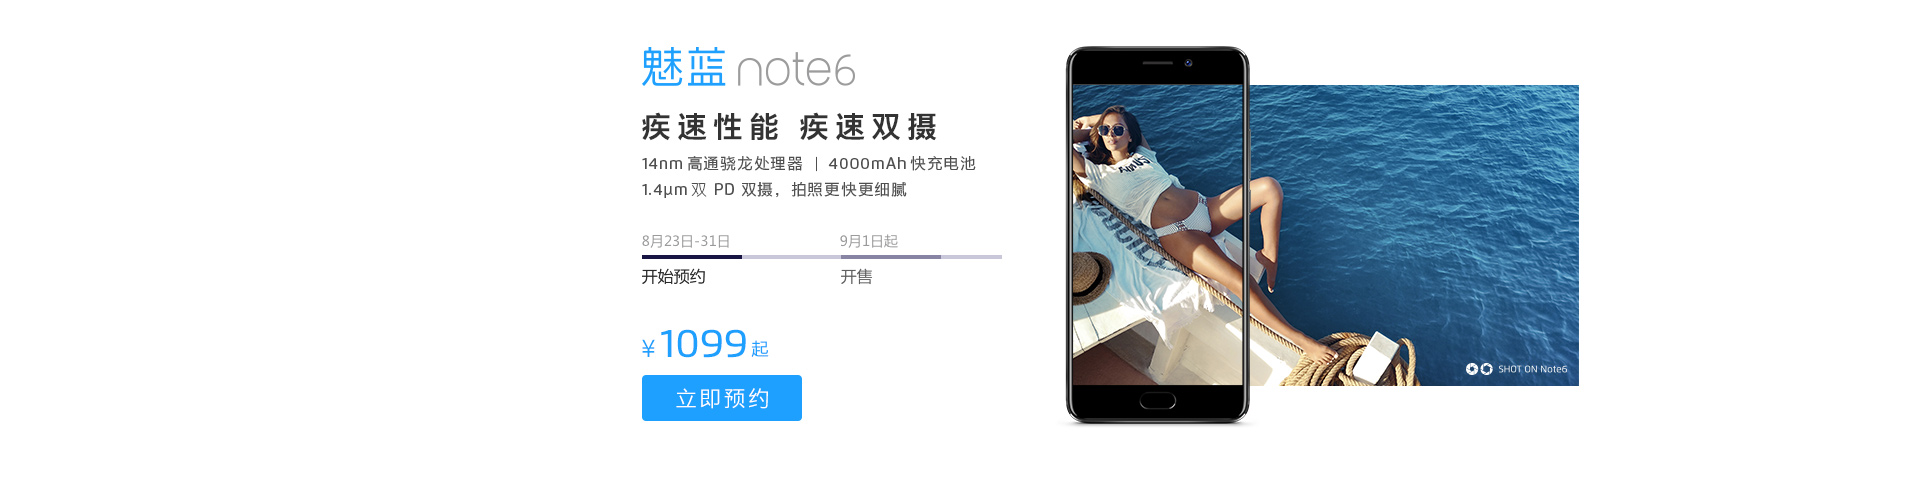 魅蓝 note6
疾速性能 疾速双摄
14nm 高通骁龙处理器 | 4000mAh 快充电池
1.4μm 双 PD 双摄，拍照更快更细腻
8月23日-31日 9月1日起
开始预约 开售
¥1099起
立即预约
SHOT ON Note6